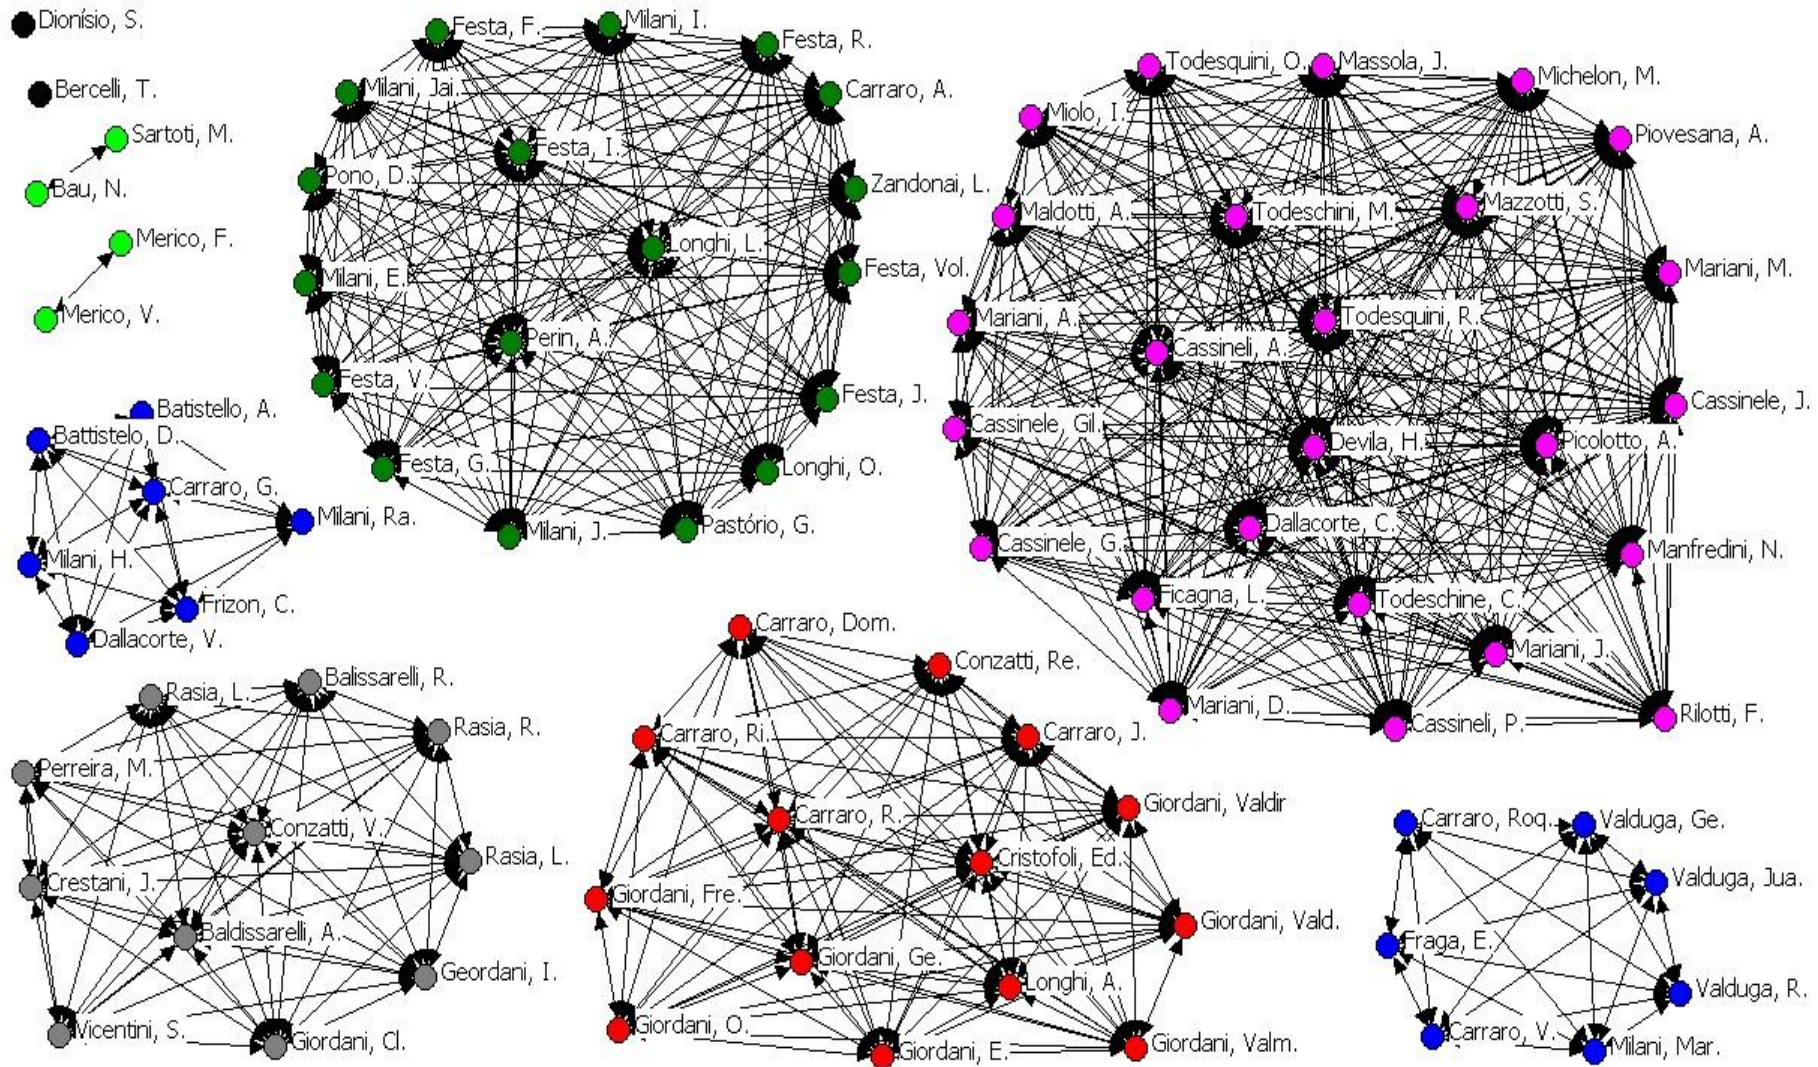 Dionísio, S.
Bercelli, T.
Sartoti, M.
Bau, N.
Merico, F.
Merico, V.
Festa, F.
Milani, I.
Festa, R.
Milani, Jai.
Carraro, A.
Festa, I.
Pono, D.
Zandonai, L.
Longhi, L.
Milani, E.
Festa, Vol.
Perin, A.
Festa, V.
Festa, J.
Festa, G.
Longhi, O.
Milani, J.
Pastório, G.
Todesquini, O.
Massola, J.
Michelon, M.
Miolo, I.
Piovesana, A.
Maldotti, A.
Todeschini, M.
Mazzotti, S.
Mariani, M.
Mariani, A.
Todesquini, R.
Cassineli, A.
Cassinele, J.
Cassinele, Gil.
Devila, H.
Picolotto, A.
Dallacorte, C.
Cassinele, G.
Manfredini, N.
Ficagna, L.
Todeschine, C.
Mariani, J.
Mariani, D.
Cassineli, P.
Rilotti, F.
Batistello, A.
Battistelo, D.
Carraro, G.
Milani, Ra.
Milani, H.
Frizon, C.
Dallacorte, V.
Rasia, L.
Balissarelli, R.
Rasia, R.
Perreira, M.
Conzatti, V.
Rasia, L.
Crestani, J.
Baldissarelli, A.
Geordani, I.
Vicentini, S.
Giordani, Cl.
Carraro, Dom.
Conzatti, Re.
Carraro, Ri.
Carraro, J.
Carraro, R.
Giordani, Valdir
Cristofoli, Ed.
Giordani, Fre.
Giordani, Vald.
Giordani, Ge.
Longhi, A.
Giordani, O.
Giordani, E.
Giordani, Valm.
Carraro, Roq.
Valduga, Ge.
Valduga, Jua.
Fraga, E.
Valduga, R.
Carraro, V.
Milani, Mar.